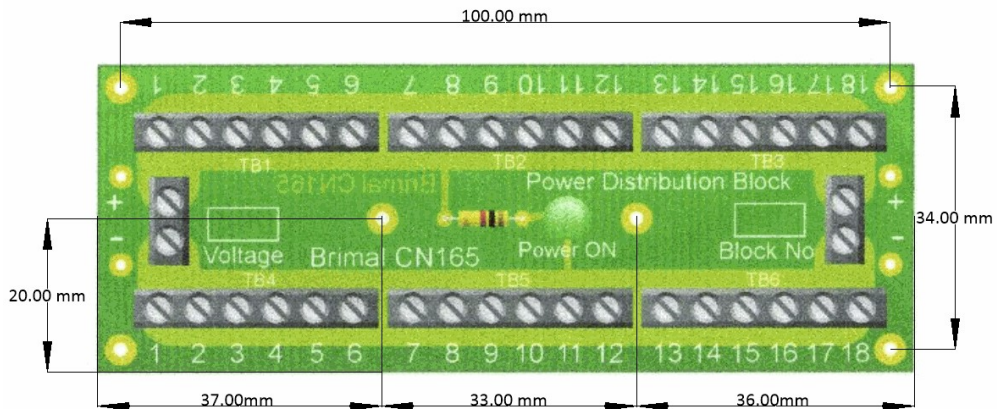 100.00 mm
1 2 3 4 5 6 7 8 9 10 11 12 13 14 15 16 17 18
TB1 TB2 TB3
Brimal CN165
Power Distribution Block
+ +
34.00 mm
- -
Voltage
Brimal CN165
Power ON
Block No
20.00 mm
TB4 TB5 TB6
1 2 3 4 5 6 7 8 9 10 11 12 13 14 15 16 17 18
37.00mm 33.00mm 36.00mm